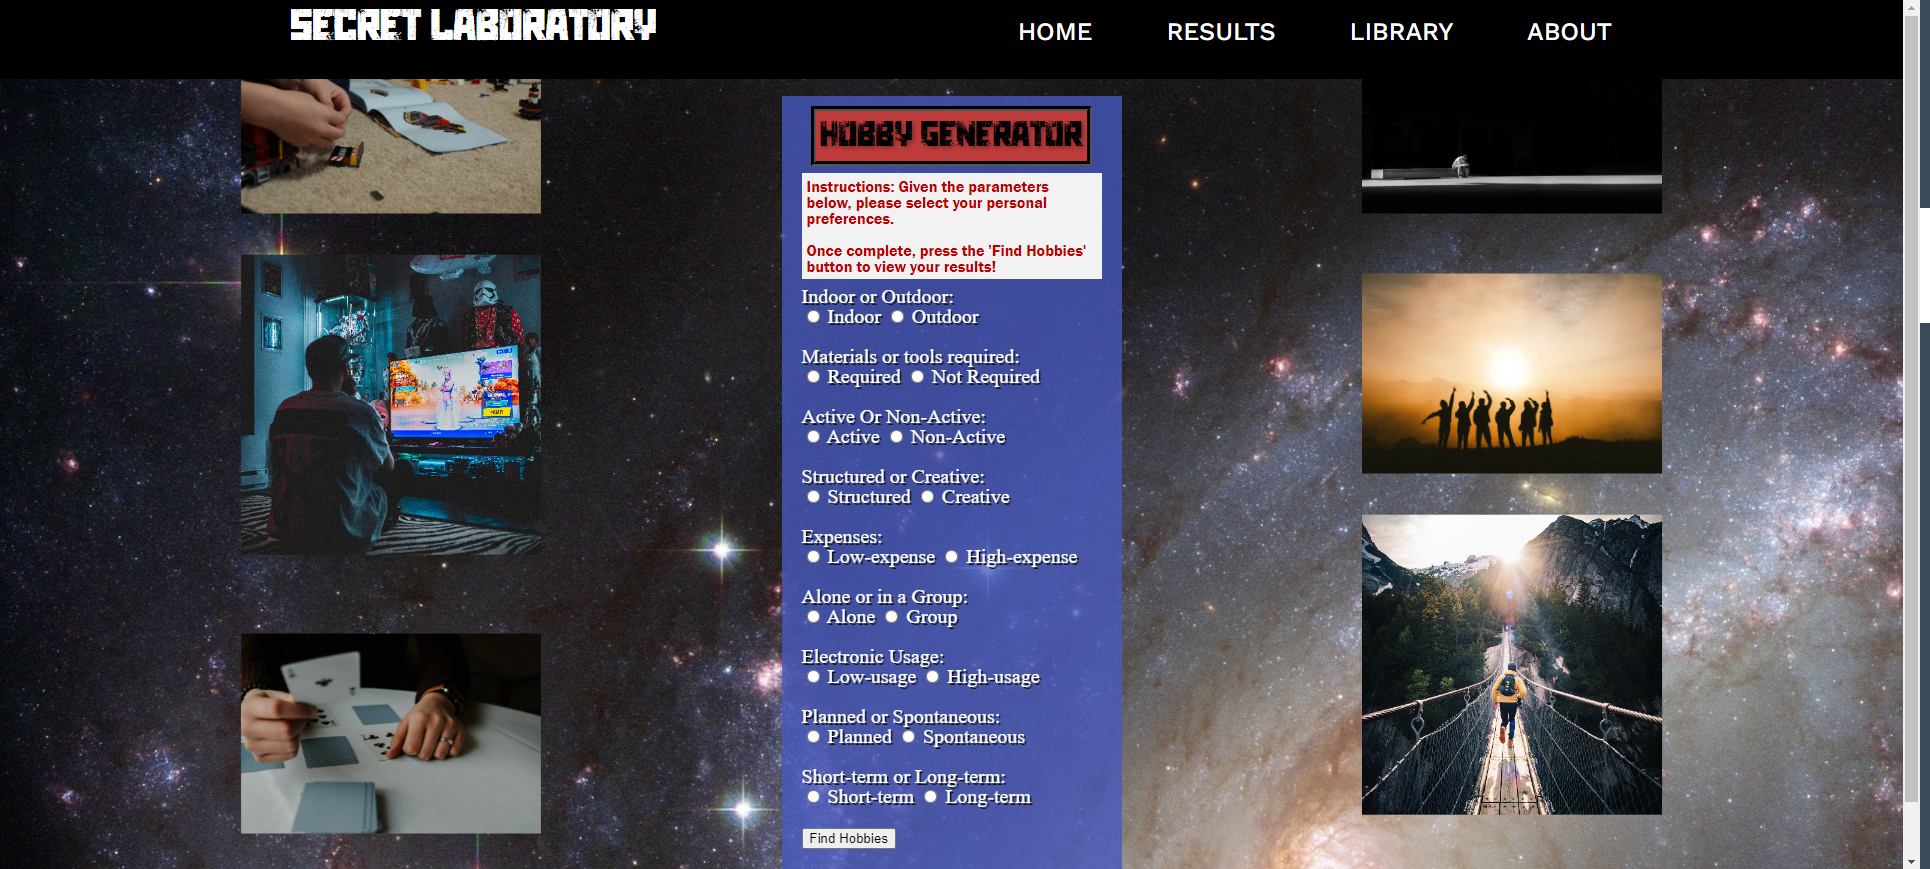 SECRET LABORATORY
HOME RESULTS LIBRARY ABOUT
HOBBY GENERATOR
Instructions: Given the parameters
below, please select your personal
preferences.
Once complete, press the 'Find Hobbies'
button to view your results!
Indoor or Outdoor:
Indoor Outdoor
Materials or tools required:
Required Not Required
Active Or Non-Active:
Active Non-Active
Structured or Creative:
Structured Creative
Expenses:
Low-expense High-expense
Alone or in a Group:
Alone Group
Electronic Usage:
Low-usage High-usage
Planned or Spontaneous:
Planned Spontaneous
Short-term or Long-term:
Short-term Long-term
Find Hobbies